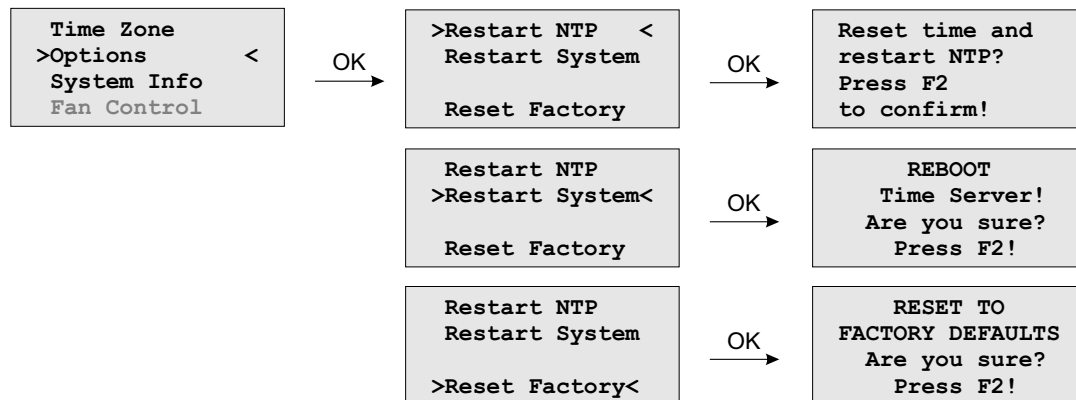 Time Zone
>Options <
System Info
Fan Control
OK
>Restart NTP <
Restart System
Reset Factory
OK
Reset time and
restart NTP?
Press F2
to confirm!
Restart NTP
>Restart System<
Reset Factory
OK
REBOOT
Time Server!
Are you sure?
Press F2!
Restart NTP
Restart System
>Reset Factory<
OK
RESET TO
FACTORY DEFAULTS
Are you sure?
Press F2!